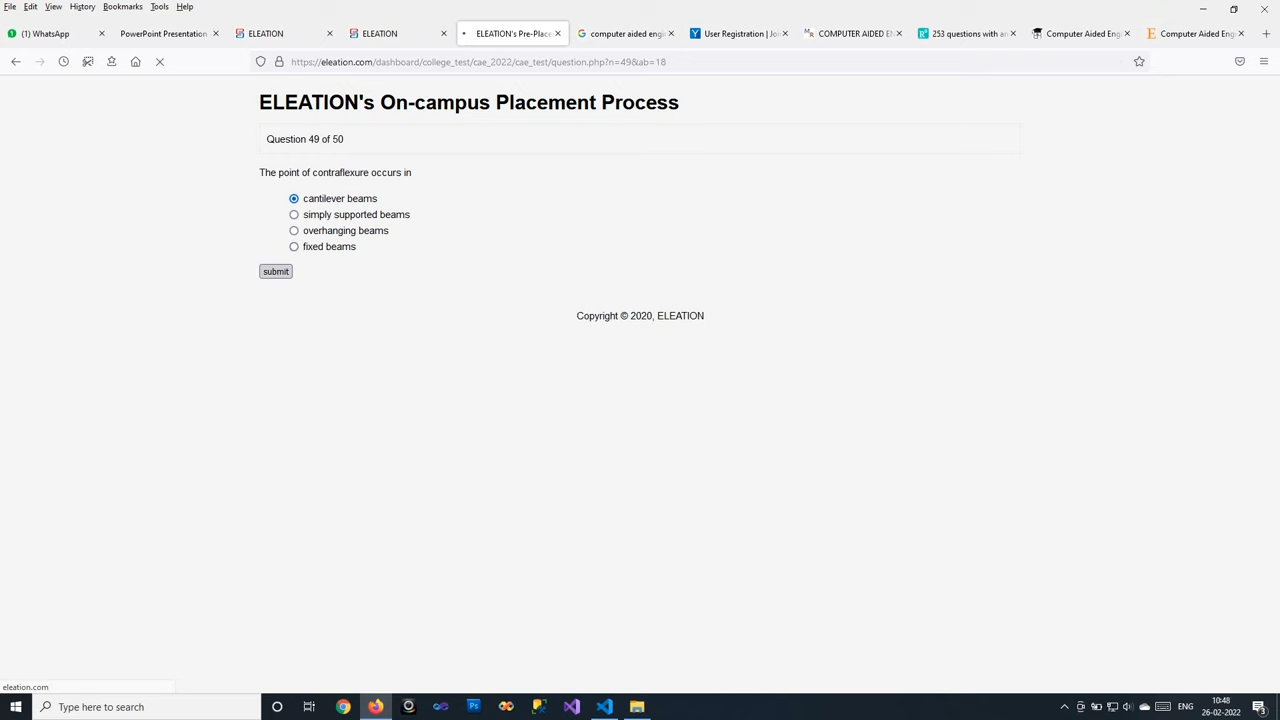 File Edit View History Bookmarks Tools Help
(1) WhatsApp
PowerPoint Presentation
ELEATION
ELEATION
ELEATION's Pre-Place
computer aided engi
User Registration | Joi
COMPUTER AIDED EN
253 questions with an
Computer Aided Eng
Computer Aided Eng
https://eleation.com/dashboard/college_test/cae_2022/cae_test/question.php?n=49&ab=18
ELEATION's On-campus Placement Process
Question 49 of 50
The point of contraflexure occurs in
cantilever beams
simply supported beams
overhanging beams
fixed beams
submit
Copyright © 2020, ELEATION
eleation.com
Type here to search
ENG
10:48
26-02-2022